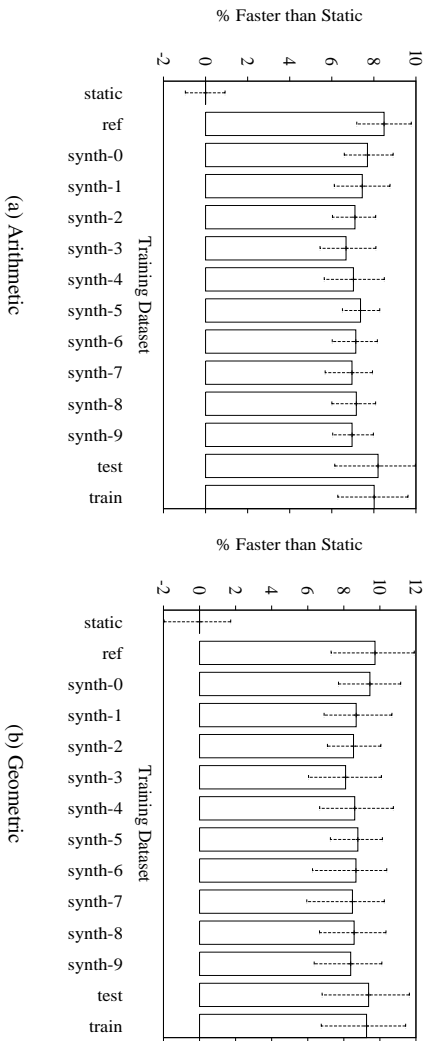 % Faster than Static
-2
0
2
4
6
8
10
static
ref
synth-0
synth-1
synth-2
synth-3
synth-4
synth-5
synth-6
synth-7
synth-8
synth-9
test
train
Training Dataset
(a) Arithmetic
% Faster than Static
-2
0
2
4
6
8
10
12
static
ref
synth-0
synth-1
synth-2
synth-3
synth-4
synth-5
synth-6
synth-7
synth-8
synth-9
test
train
Training Dataset
(b) Geometric